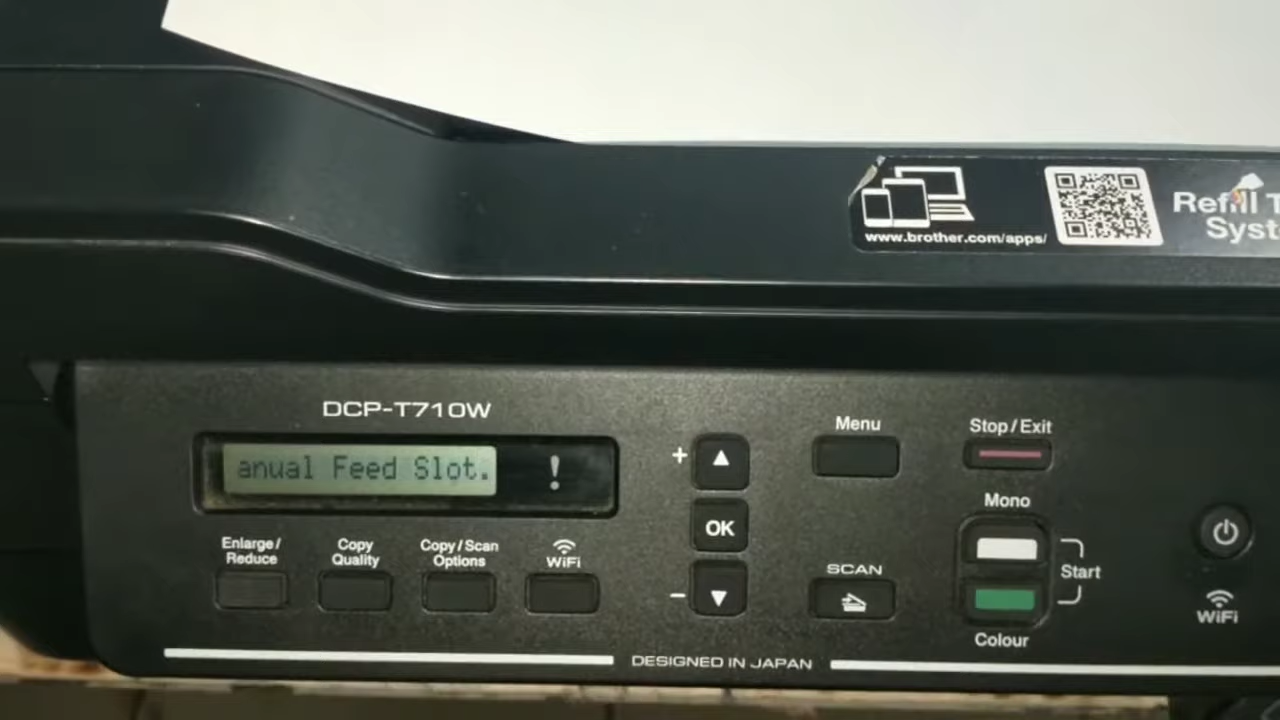 www.brother.com/apps/
Refill T
Syst
DCP-T710W
anual Feed Slot.
!
Enlarge/
Reduce
Copy
Quality
Copy/Scan
Options
WiFi
+
OK
−
Menu
SCAN
Stop/Exit
Mono
Start
Colour
WiFi
DESIGNED IN JAPAN